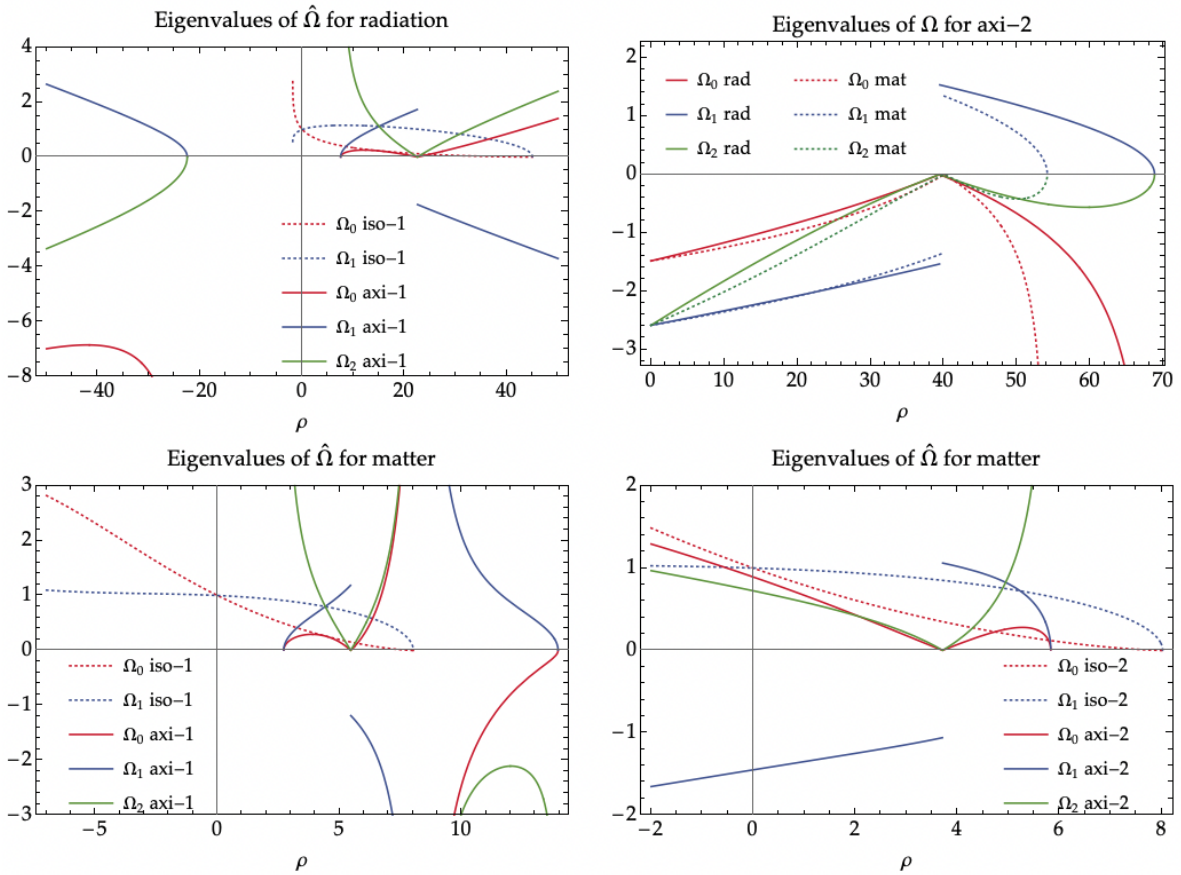 Eigenvalues of Ω̂ for radiation
4
2
0
−2
−4
−6
−8
−40
−20
0
20
40
ρ
Ω₀ iso−1
Ω₁ iso−1
Ω₀ axi−1
Ω₁ axi−1
Ω₂ axi−1
Eigenvalues of Ω for axi−2
2
1
0
−1
−2
−3
0
10
20
30
40
50
60
70
ρ
Ω₀ rad
Ω₀ mat
Ω₁ rad
Ω₁ mat
Ω₂ rad
Ω₂ mat
Eigenvalues of Ω̂ for matter
3
2
1
0
−1
−2
−3
−5
0
5
10
ρ
Ω₀ iso−1
Ω₁ iso−1
Ω₀ axi−1
Ω₁ axi−1
Ω₂ axi−1
Eigenvalues of Ω̂ for matter
2
1
0
−1
−2
−2
0
2
4
6
8
ρ
Ω₀ iso−2
Ω₁ iso−2
Ω₀ axi−2
Ω₁ axi−2
Ω₂ axi−2